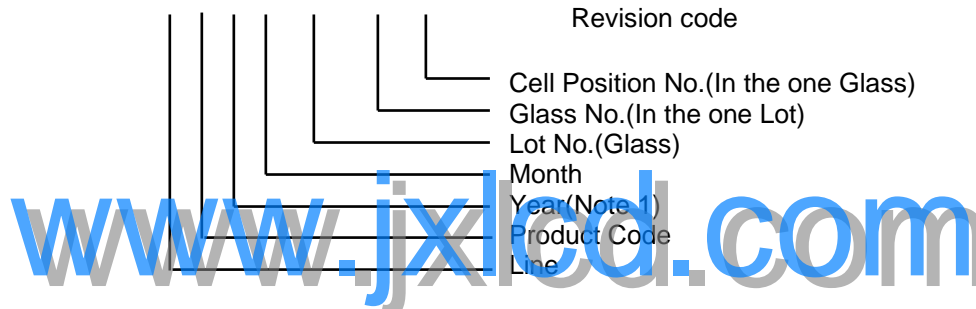 Revision code
Cell Position No.(In the one Glass)
Glass No.(In the one Lot)
Lot No.(Glass)
Month
Year(Note 1)
Product Code
Line
www.jxlcd.com